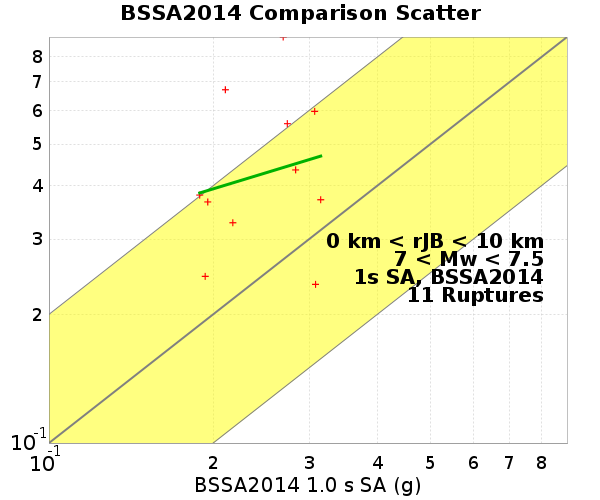 BSSA2014 Comparison Scatter
8
7
6
5
4
3
2
10-1
0 km < rJB < 10 km
7 < Mw < 7.5
1s SA, BSSA2014
11 Ruptures
10-1 2 3 4 5 6 7 8
BSSA2014 1.0 s SA (g)